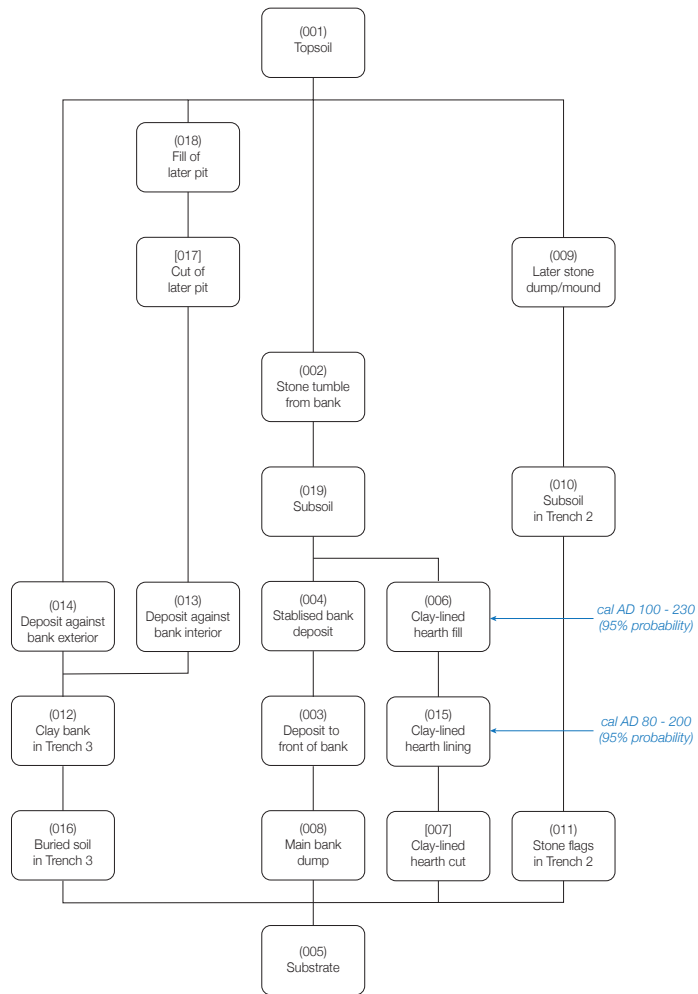 (001)
Topsoil
(018)
Fill of
later pit
[017]
Cut of
later pit
(009)
Later stone
dump/mound
(002)
Stone tumble
from bank
(019)
Subsoil
(010)
Subsoil
in Trench 2
(014)
Deposit against
bank exterior
(013)
Deposit against
bank interior
(004)
Stablised bank
deposit
(006)
Clay-lined
hearth fill
cal AD 100 - 230
(95% probability)
(012)
Clay bank
in Trench 3
(003)
Deposit to
front of bank
(015)
Clay-lined
hearth lining
cal AD 80 - 200
(95% probability)
(016)
Buried soil
in Trench 3
(008)
Main bank
dump
[007]
Clay-lined
hearth cut
(011)
Stone flags
in Trench 2
(005)
Substrate